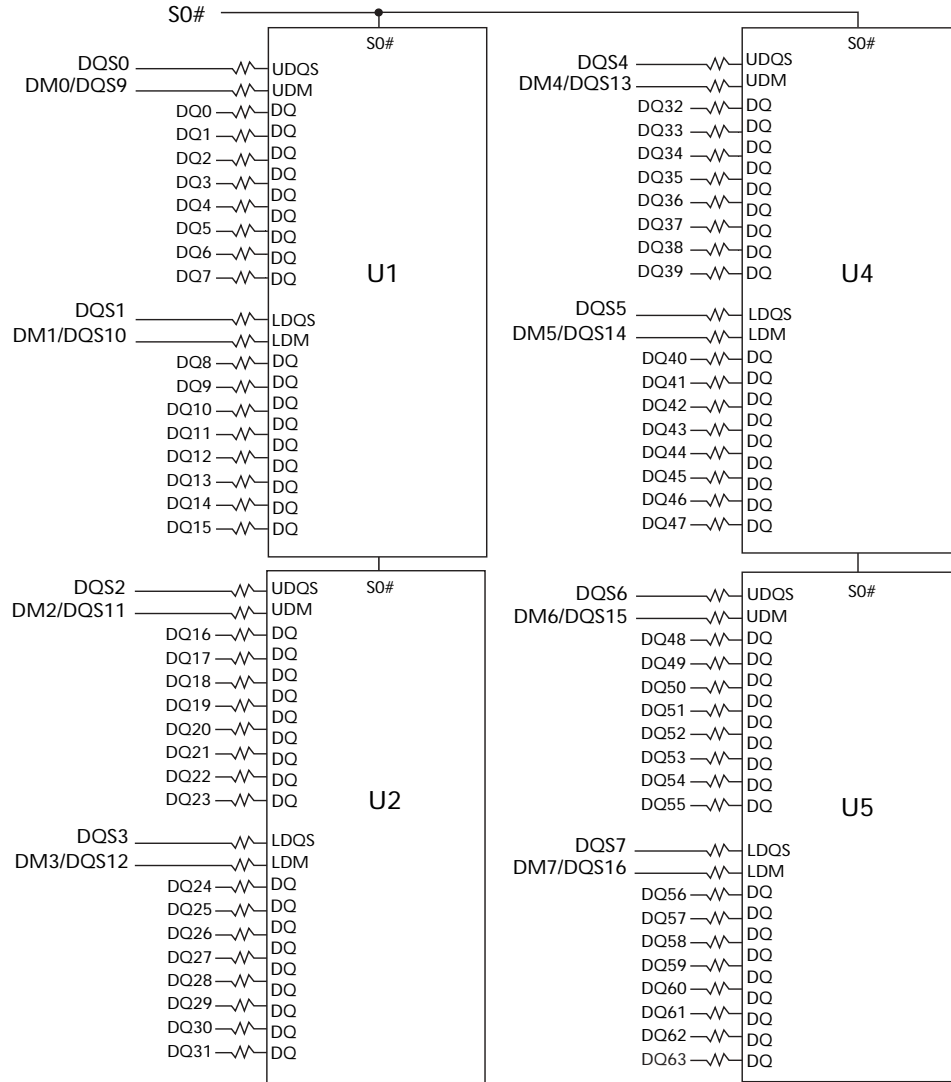 S0#
S0#
DQS0
UDQS
DM0/DQS9
UDM
DQ0
DQ
DQ1
DQ
DQ2
DQ
DQ3
DQ
DQ4
DQ
DQ5
DQ
DQ6
DQ
DQ7
DQ
U1
DQS1
LDQS
DM1/DQS10
LDM
DQ8
DQ
DQ9
DQ
DQ10
DQ
DQ11
DQ
DQ12
DQ
DQ13
DQ
DQ14
DQ
DQ15
DQ
S0#
DQS2
UDQS
DM2/DQS11
UDM
DQ16
DQ
DQ17
DQ
DQ18
DQ
DQ19
DQ
DQ20
DQ
DQ21
DQ
DQ22
DQ
DQ23
DQ
U2
DQS3
LDQS
DM3/DQS12
LDM
DQ24
DQ
DQ25
DQ
DQ26
DQ
DQ27
DQ
DQ28
DQ
DQ29
DQ
DQ30
DQ
DQ31
DQ
S0#
DQS4
UDQS
DM4/DQS13
UDM
DQ32
DQ
DQ33
DQ
DQ34
DQ
DQ35
DQ
DQ36
DQ
DQ37
DQ
DQ38
DQ
DQ39
DQ
U4
DQS5
LDQS
DM5/DQS14
LDM
DQ40
DQ
DQ41
DQ
DQ42
DQ
DQ43
DQ
DQ44
DQ
DQ45
DQ
DQ46
DQ
DQ47
DQ
S0#
DQS6
UDQS
DM6/DQS15
UDM
DQ48
DQ
DQ49
DQ
DQ50
DQ
DQ51
DQ
DQ52
DQ
DQ53
DQ
DQ54
DQ
DQ55
DQ
U5
DQS7
LDQS
DM7/DQS16
LDM
DQ56
DQ
DQ57
DQ
DQ58
DQ
DQ59
DQ
DQ60
DQ
DQ61
DQ
DQ62
DQ
DQ63
DQ